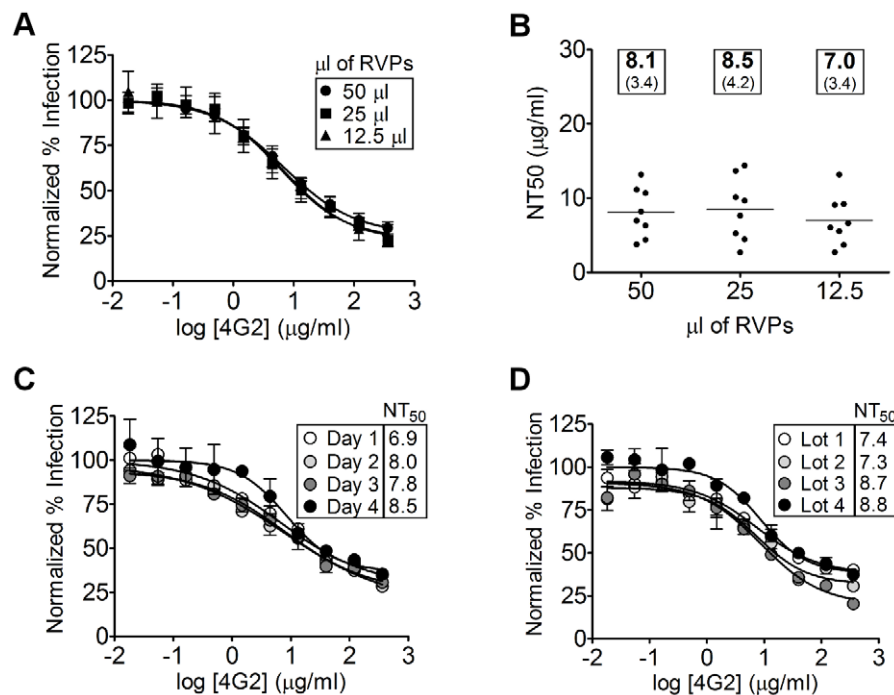 A
Normalized % Infection
125
100
75
50
25
0
-2 -1 0 1 2 3
log [4G2] (μg/ml)
μl of RVPs
50 μl
25 μl
12.5 μl
B
NT50 (μg/ml)
30
20
10
0
8.1 8.5 7.0
(3.4) (4.2) (3.4)
50 25 12.5
μl of RVPs
C
Normalized % Infection
125
100
75
50
25
0
-2 -1 0 1 2 3
log [4G2] (μg/ml)
NT50
Day 1 6.9
Day 2 8.0
Day 3 7.8
Day 4 8.5
D
Normalized % Infection
125
100
75
50
25
0
-2 -1 0 1 2 3
log [4G2] (μg/ml)
NT50
Lot 1 7.4
Lot 2 7.3
Lot 3 8.7
Lot 4 8.8